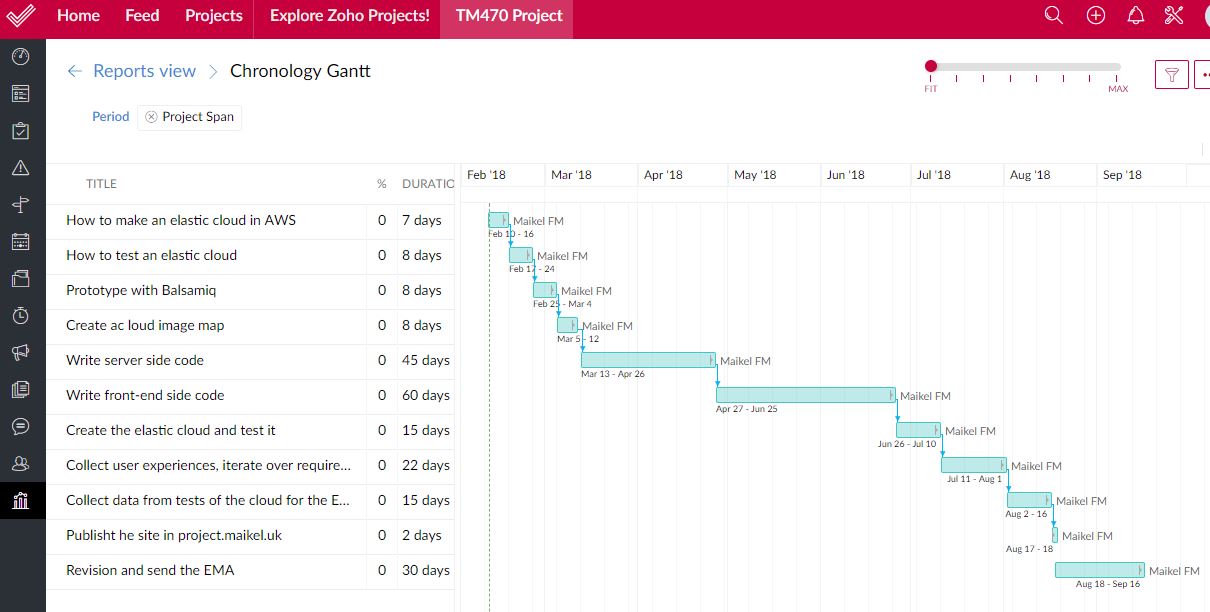 Home Feed Projects Explore Zoho Projects! TM470 Project
Reports view Chronology Gantt
FIT MAX
Period Project Span
TITLE % DURATIO Feb '18 Mar '18 Apr '18 May '18 Jun '18 Jul '18 Aug '18 Sep '18
How to make an elastic cloud in AWS 0 7 days Maikel FM
Feb 10 - 16
How to test an elastic cloud 0 8 days Maikel FM
Feb 17 - 24
Prototype with Balsamiq 0 8 days Maikel FM
Feb 25 - Mar 4
Create ac loud image map 0 8 days Maikel FM
Mar 5 - 12
Write server side code 0 45 days Maikel FM
Mar 13 - Apr 26
Write front-end side code 0 60 days Maikel FM
Apr 27 - Jun 25
Create the elastic cloud and test it 0 15 days Maikel FM
Jun 26 - Jul 10
Collect user experiences, iterate over require... 0 22 days Maikel FM
Jul 11 - Aug 1
Collect data from tests of the cloud for the E... 0 15 days Maikel FM
Aug 2 - 16
Publisht he site in project.maikel.uk 0 2 days Maikel FM
Aug 17 - 18
Revision and send the EMA 0 30 days Maikel FM
Aug 18 - Sep 16